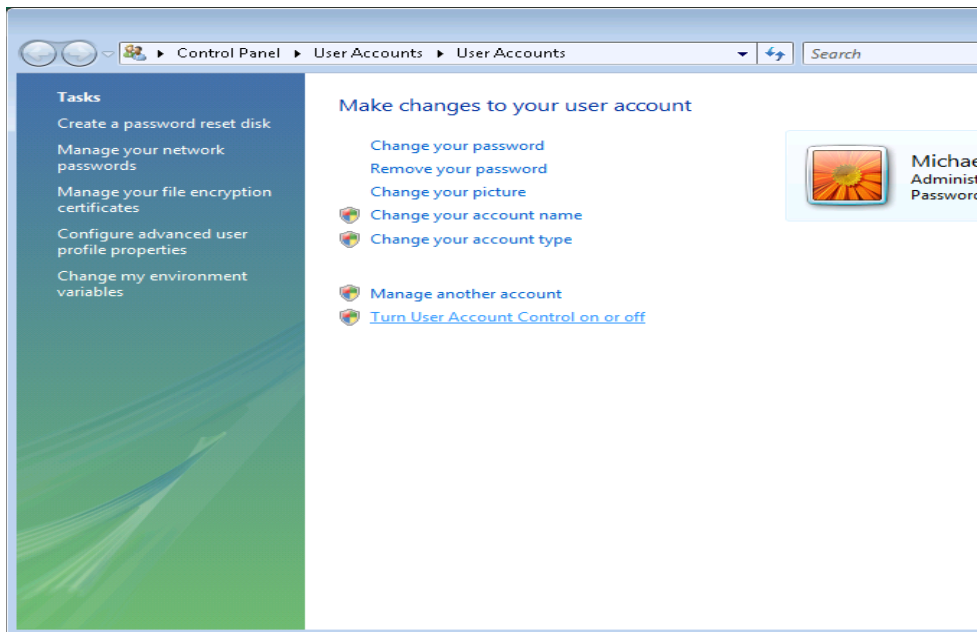 Control Panel User Accounts User Accounts
Search
Tasks
Create a password reset disk
Manage your network
passwords
Manage your file encryption
certificates
Configure advanced user
profile properties
Change my environment
variables
Make changes to your user account
Change your password
Remove your password
Change your picture
Change your account name
Change your account type
Manage another account
Turn User Account Control on or off
Michae
Administ
Password